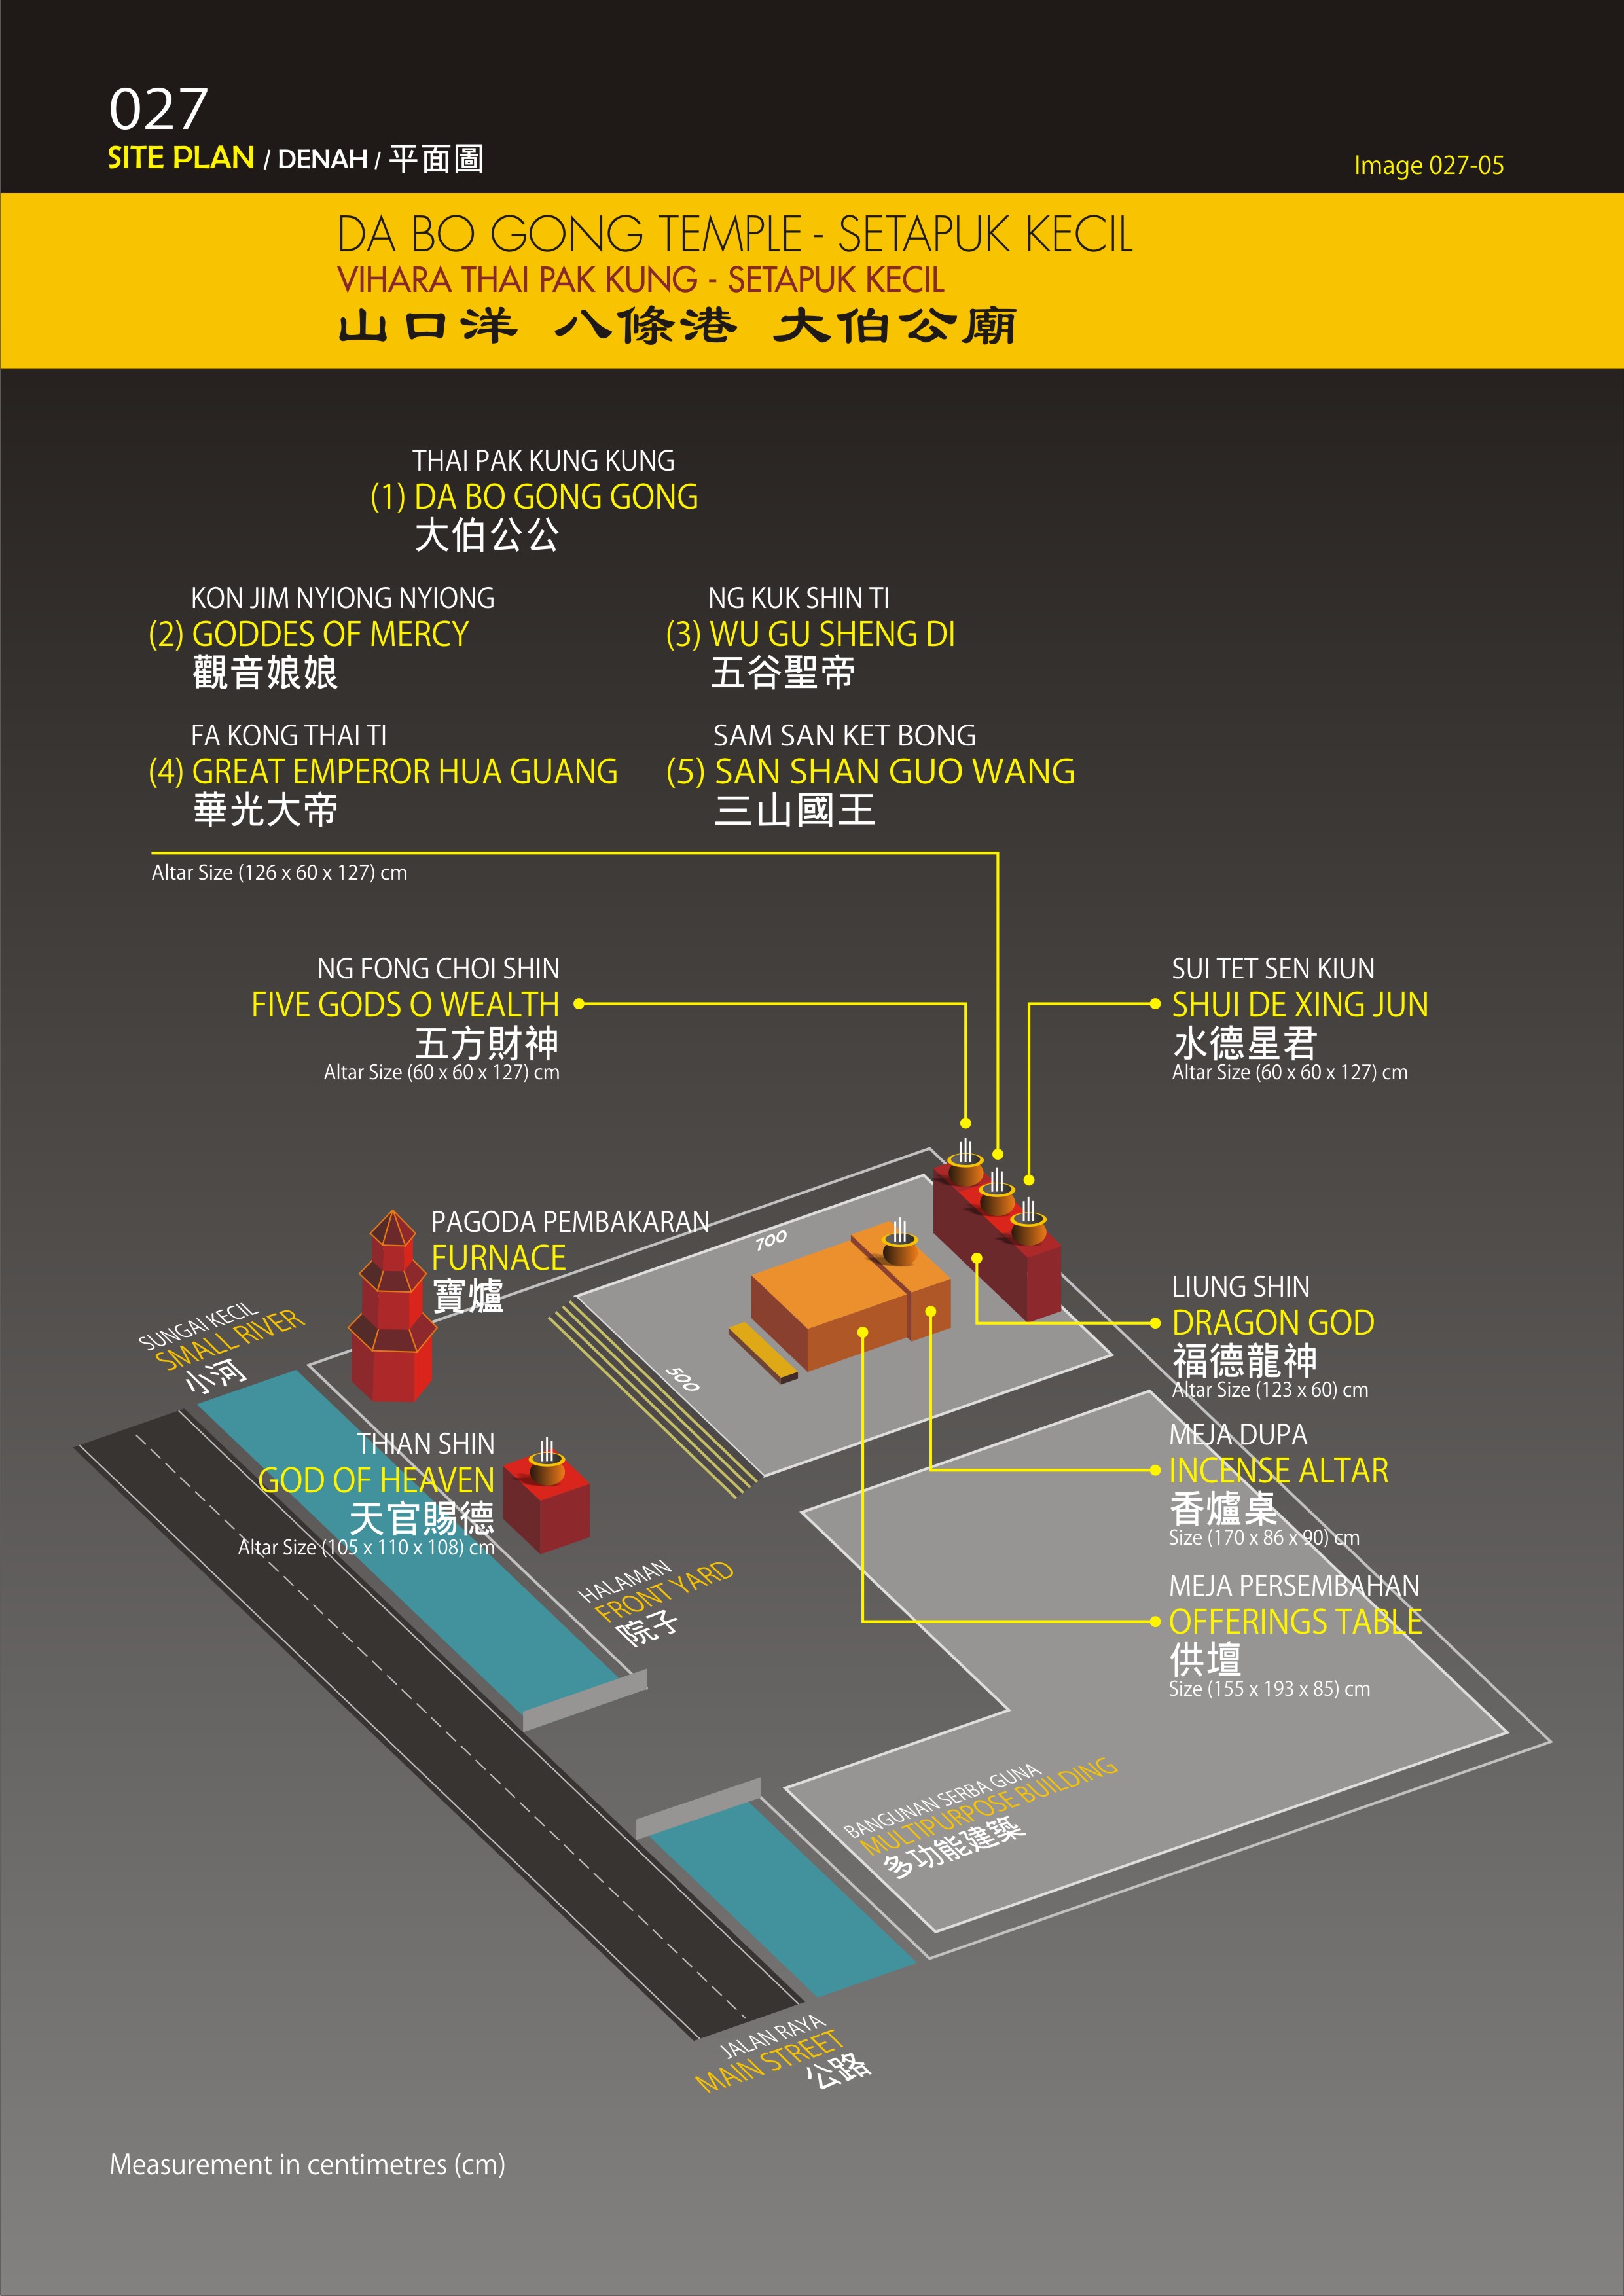 027
SITE PLAN / DENAH / 平面圖
Image 027-05
DA BO GONG TEMPLE - SETAPUK KECIL
VIHARA THAI PAK KUNG - SETAPUK KECIL
山口洋 八條港 大伯公廟
THAI PAK KUNG KUNG
(1) DA BO GONG GONG
大伯公公
KON JIM NYIONG NYIONG
(2) GODDES OF MERCY
觀音娘娘
NG KUK SHIN TI
(3) WU GU SHENG DI
五谷聖帝
FA KONG THAI TI
(4) GREAT EMPEROR HUA GUANG
華光大帝
SAM SAN KET BONG
(5) SAN SHAN GUO WANG
三山國王
Altar Size (126 x 60 x 127) cm
NG FONG CHOI SHIN
FIVE GODS O WEALTH
五方財神
Altar Size (60 x 60 x 127) cm
SUI TET SEN KIUN
SHUI DE XING JUN
水德星君
Altar Size (60 x 60 x 127) cm
PAGODA PEMBAKARAN
FURNACE
寶爐
700
500
SUNGAI KECIL
SMALL RIVER
小河
LIUNG SHIN
DRAGON GOD
福德龍神
Altar Size (123 x 60) cm
THIAN SHIN
GOD OF HEAVEN
天官賜德
Altar Size (105 x 110 x 108) cm
MEJA DUPA
INCENSE ALTAR
香爐桌
Size (170 x 86 x 90) cm
HALAMAN
FRONT YARD
院子
MEJA PERSEMBAHAN
OFFERINGS TABLE
供壇
Size (155 x 193 x 85) cm
BANGUNAN SERBA GUNA
MULTIPURPOSE BUILDING
多功能建築
JALAN RAYA
MAIN STREET
公路
Measurement in centimetres (cm)